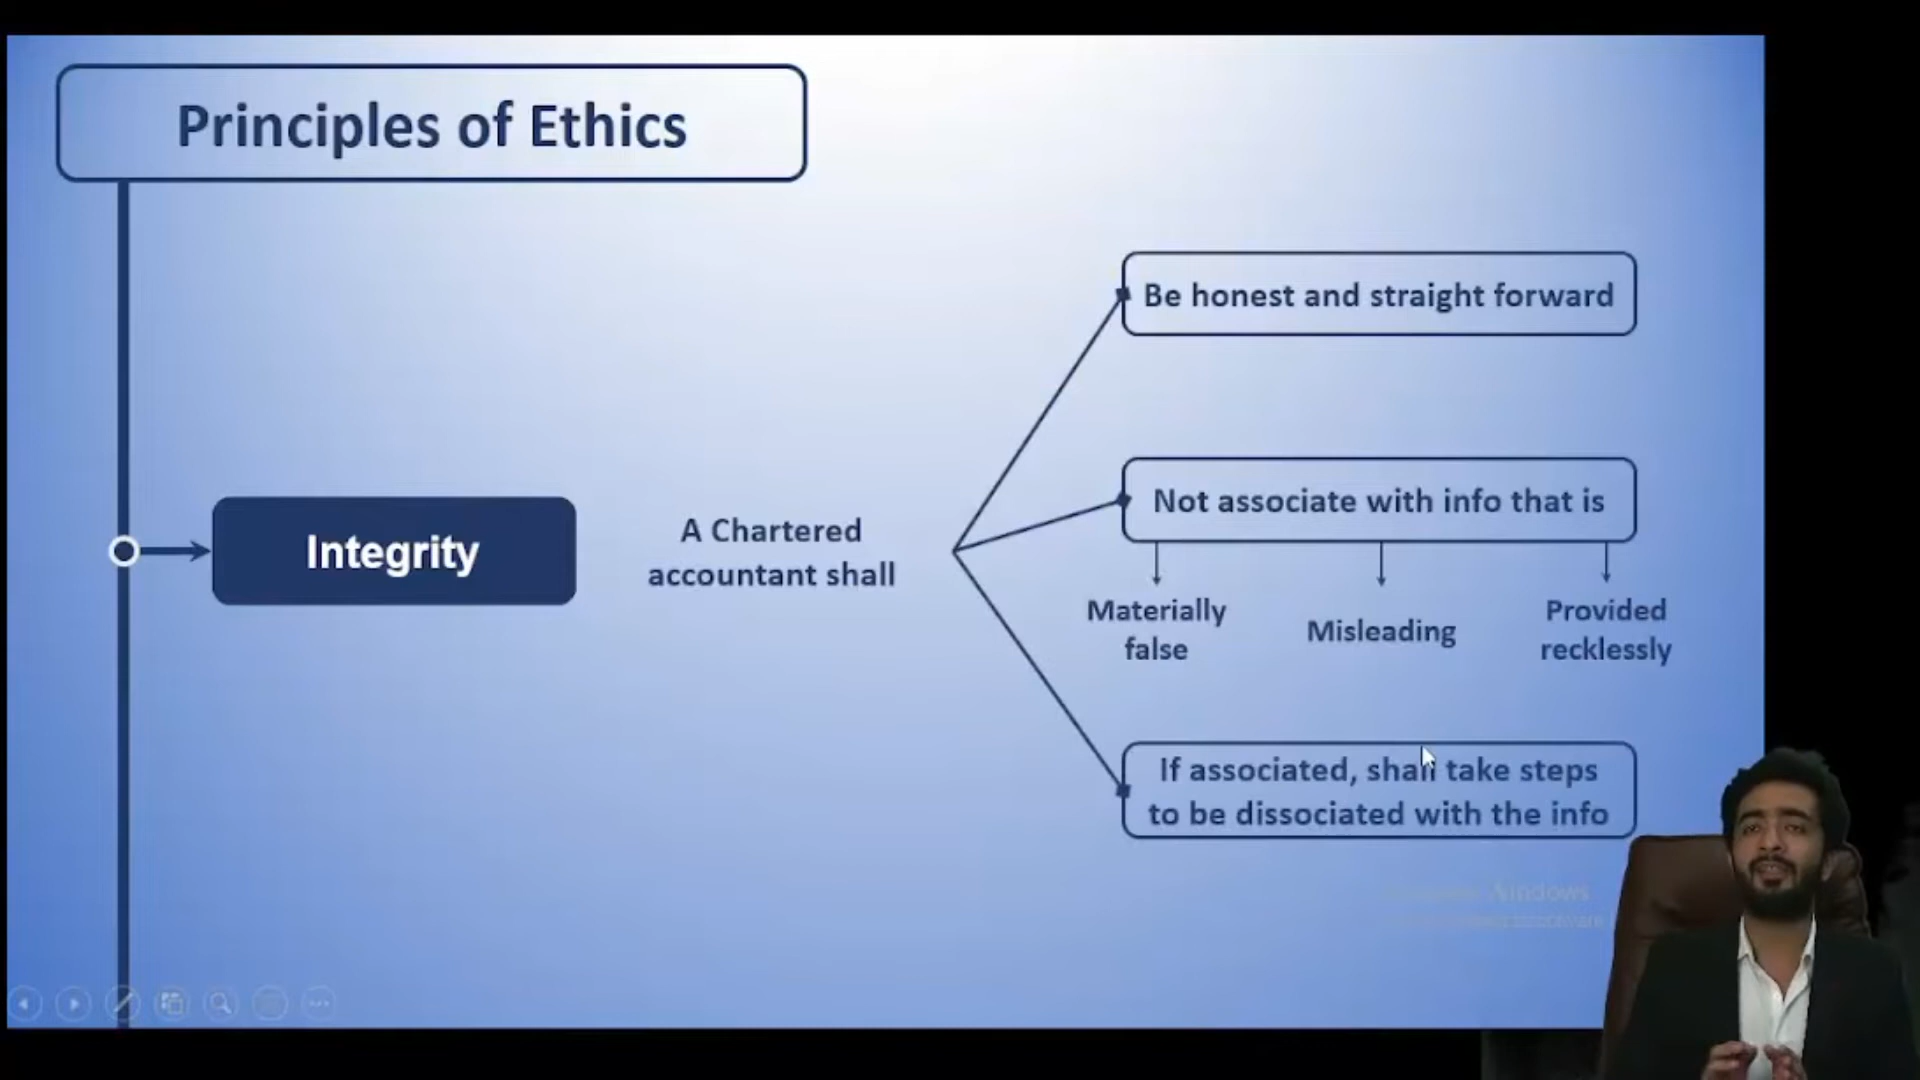 Principles of Ethics
Integrity
A Chartered
accountant shall
Be honest and straight forward
Not associate with info that is
Materially
false
Misleading
Provided
recklessly
If associated, shall take steps
to be dissociated with the info
Windows